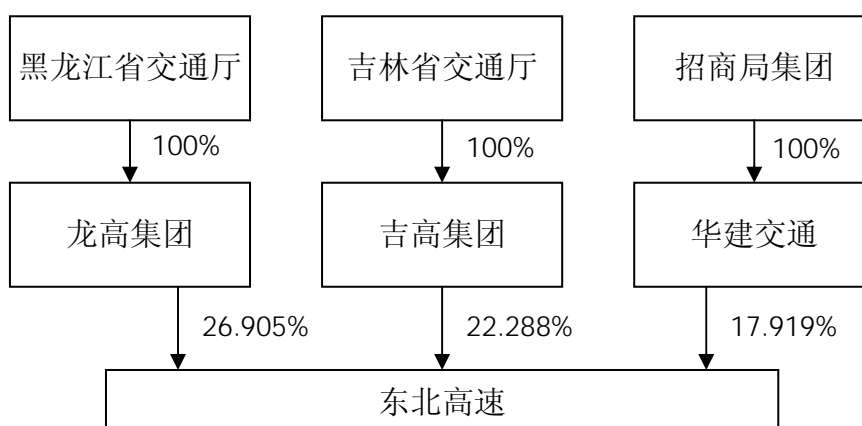 黑龙江省交通厅
吉林省交通厅
招商局集团
100%
100%
100%
龙高集团
吉高集团
华建交通
26.905%
22.288%
17.919%
东北高速